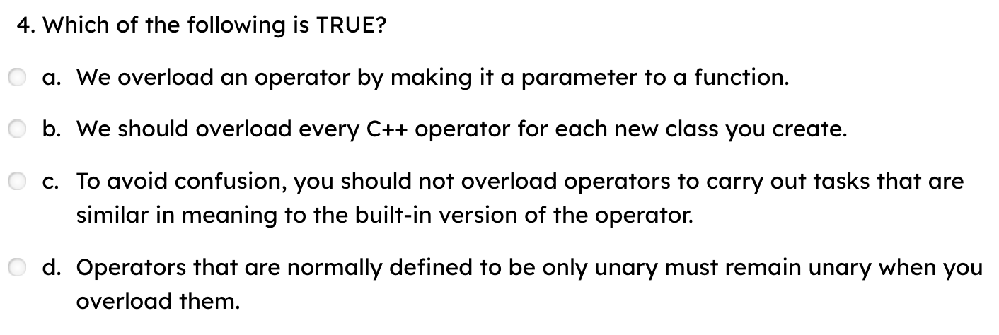 4. Which of the following is TRUE?
a. We overload an operator by making it a parameter to a function.
b. We should overload every C++ operator for each new class you create.
c. To avoid confusion, you should not overload operators to carry out tasks that are
similar in meaning to the built-in version of the operator.
d. Operators that are normally defined to be only unary must remain unary when you
overload them.